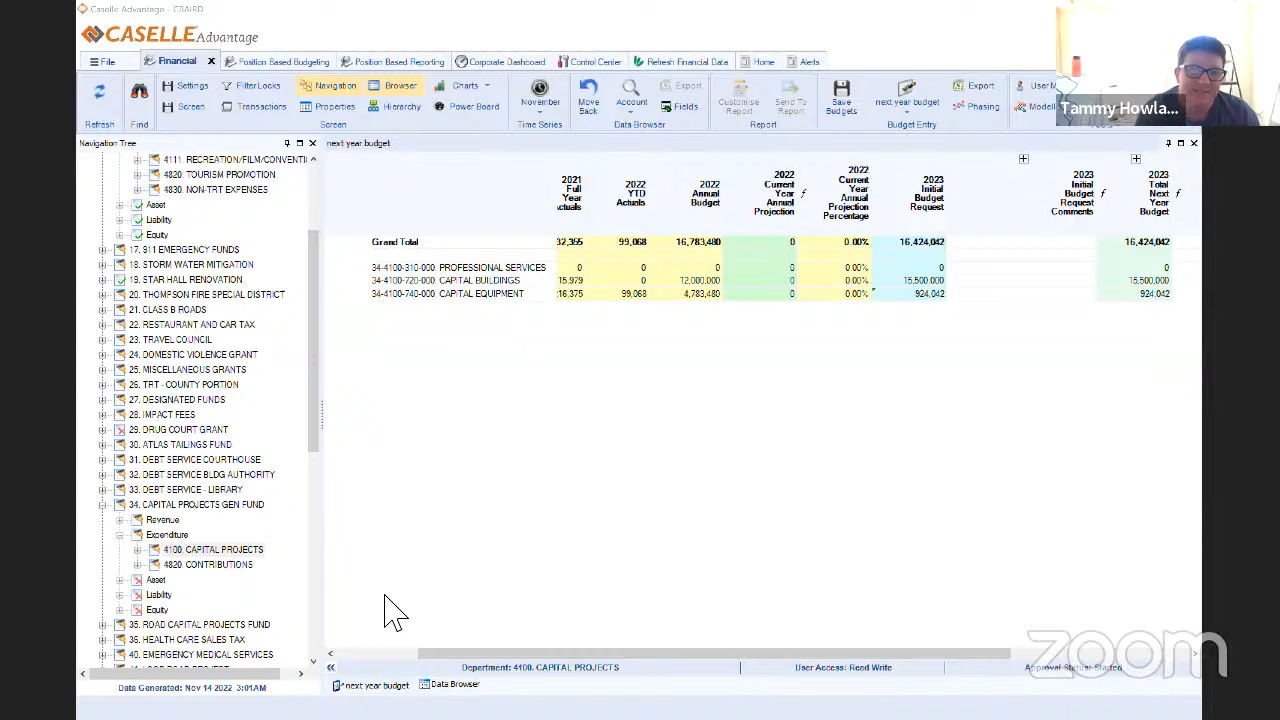 Caselle Advantage - CBAIRD
CASELLE Advantage
File
Financial
X
Position Based Budgeting
Position Based Reporting
Corporate Dashboard
Control Center
Refresh Financial Data
Home
Alerts
Settings
Filter Locks
Navigation
Browser
Charts
Export
Export
User M
Screen
Transactions
Properties
Hierarchy
Power Board
Fields
Phasing
Modell
November
Move Back
Account
Customise Report
Send To Report
Save Budgets
next year budget
Refresh
Find
Screen
Time Series
Data Browser
Report
Budget Entry
Tammy Howla...
Navigation Tree
next year budget
4111. RECREATION/FILM/CONVENTI
4820. TOURISM PROMOTION
4830. NON-TRT EXPENSES
Asset
Liability
Equity
17. 911 EMERGENCY FUNDS
18. STORM WATER MITIGATION
19. STAR HALL RENOVATION
20. THOMPSON FIRE SPECIAL DISTRICT
21. CLASS B ROADS
22. RESTAURANT AND CAR TAX
23. TRAVEL COUNCIL
24. DOMESTIC VIOLENCE GRANT
25. MISCELLANEOUS GRANTS
26. TRT - COUNTY PORTION
27. DESIGNATED FUNDS
28. IMPACT FEES
29. DRUG COURT GRANT
30. ATLAS TAILINGS FUND
31. DEBT SERVICE COURTHOUSE
32. DEBT SERVICE BLDG AUTHORITY
33. DEBT SERVICE - LIBRARY
34. CAPITAL PROJECTS GEN FUND
Revenue
Expenditure
4100. CAPITAL PROJECTS
4820. CONTRIBUTIONS
Asset
Liability
Equity
35. ROAD CAPITAL PROJECTS FUND
36. HEALTH CARE SALES TAX
40. EMERGENCY MEDICAL SERVICES
Data Generated: Nov 14 2022, 3:01AM
2021 Full Year Actuals
2022 YTD Actuals
2022 Annual Budget
2022 Current Year Annual Projection f
2022 Current Year Annual Projection Percentage
2023 Initial Budget Request
2023 Initial Budget Request Comments f
2023 Total Next Year Budget f
Grand Total 32,355 99,068 16,783,480 0 0.00% 16,424,042 16,424,042
34-4100-310-000 PROFESSIONAL SERVICES 0 0 0 0 0.00% 0 0
34-4100-720-000 CAPITAL BUILDINGS 15,979 0 12,000,000 0 0.00% 15,500,000 15,500,000
34-4100-740-000 CAPITAL EQUIPMENT :16,375 99,068 4,783,480 0 0.00% 924,042 924,042
Department: 4100. CAPITAL PROJECTS
User Access: Read Write
Approval Status: Started
next year budget
Data Browser
zoom